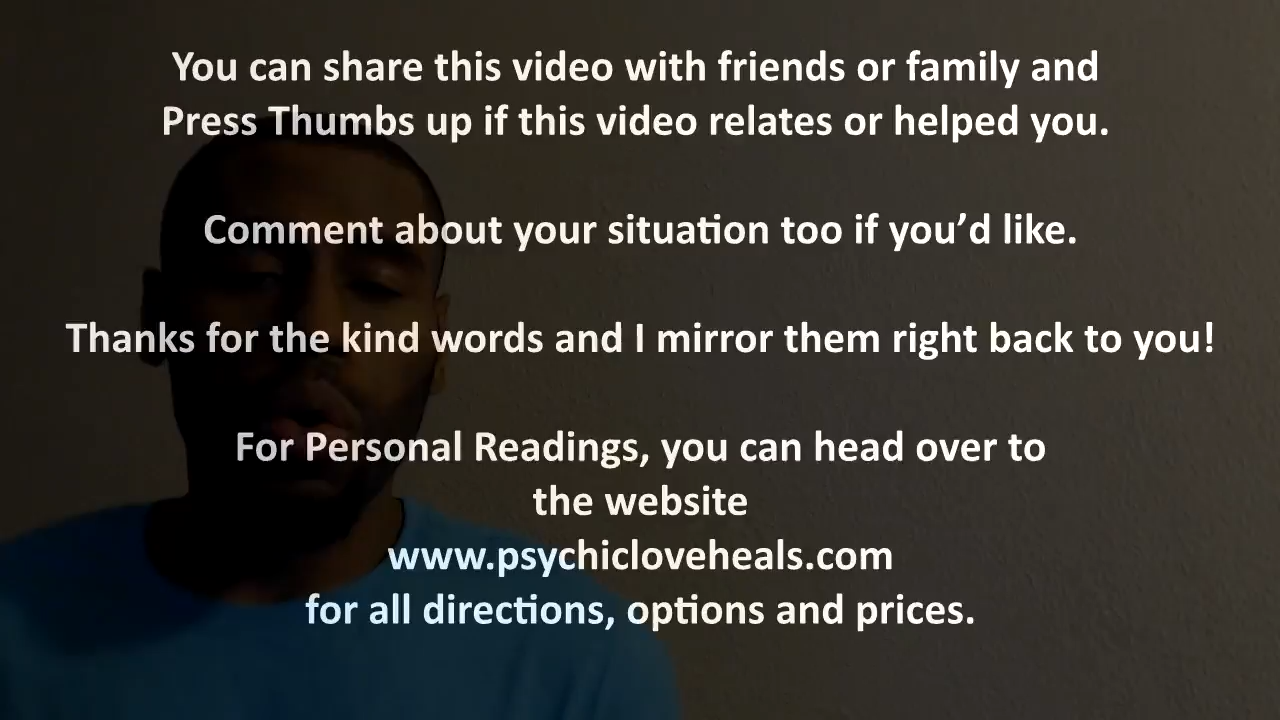 You can share this video with friends or family and
Press Thumbs up if this video relates or helped you.
Comment about your situation too if you’d like.
Thanks for the kind words and I mirror them right back to you!
For Personal Readings, you can head over to
the website
www.psychicloveheals.com
for all directions, options and prices.